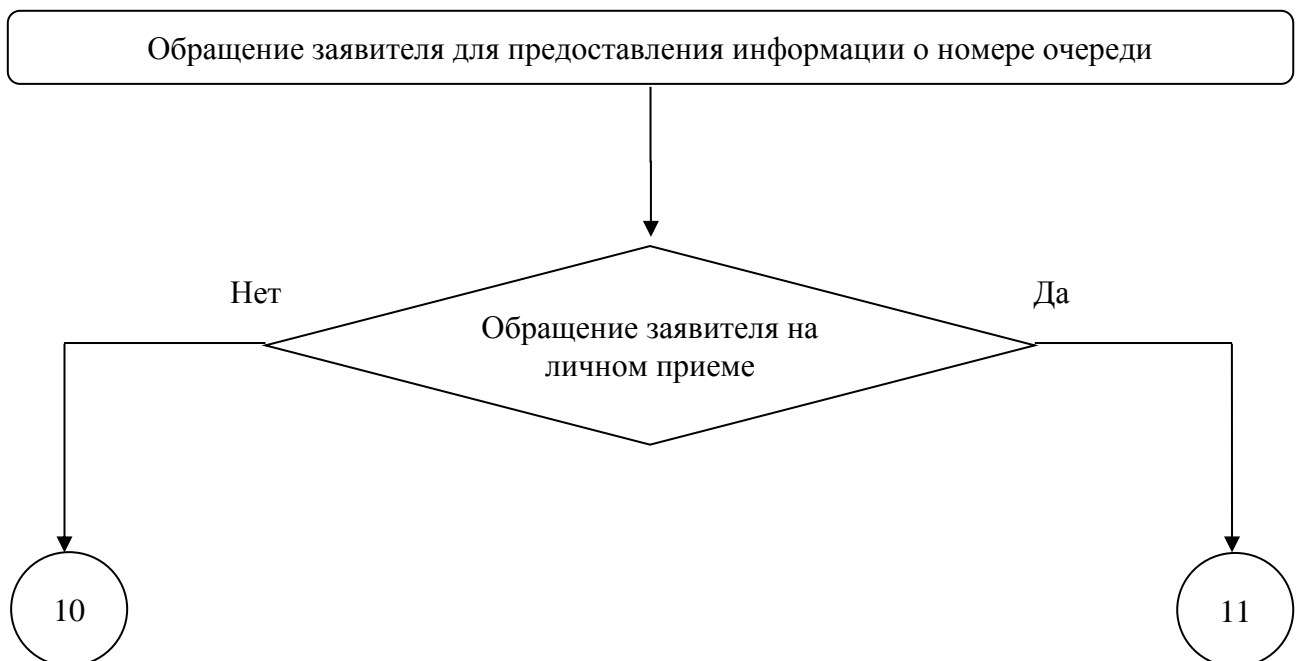 Обращение заявителя для предоставления информации о номере очереди
Нет
Да
Обращение заявителя на
личном приеме
10
11